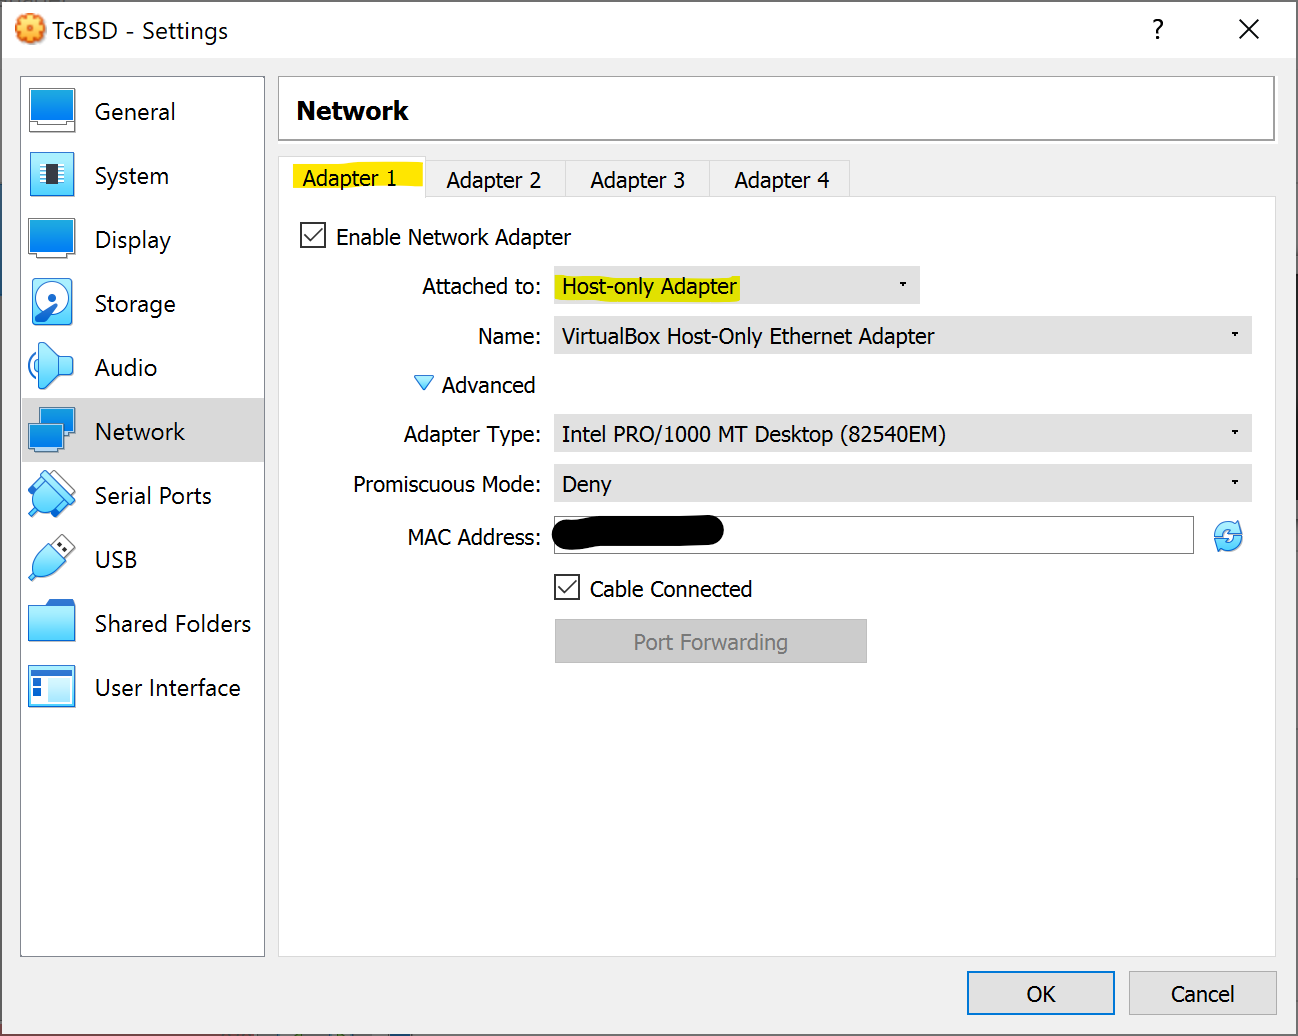 TcBSD - Settings
?
General
System
Display
Storage
Audio
Network
Serial Ports
USB
Shared Folders
User Interface
Network
Adapter 1 Adapter 2 Adapter 3 Adapter 4
Enable Network Adapter
Attached to: Host-only Adapter
Name: VirtualBox Host-Only Ethernet Adapter
Advanced
Adapter Type: Intel PRO/1000 MT Desktop (82540EM)
Promiscuous Mode: Deny
MAC Address:
Cable Connected
Port Forwarding
OK Cancel